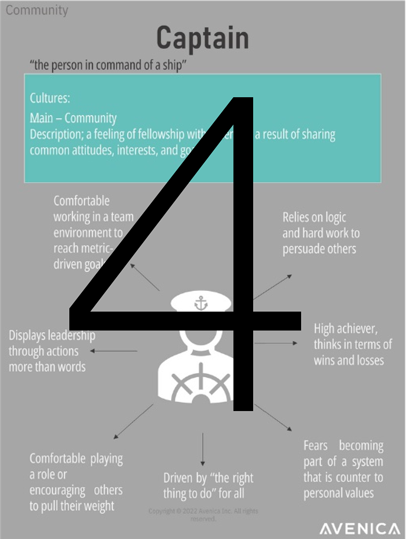 Community
Captain
"the person in command of a ship"
Cultures:
Main – Community
Description; a feeling of fellowship with a result of sharing
common attitudes, interests, and
Comfortable
working in a team
environment to
reach metric-
driven
Relies on logic
and hard work to
persuade others
4
Displays leadership
through actions
more than words
High achiever,
thinks in terms of
wins and losses
Comfortable playing
a role or
encouraging others
to pull their weight
Driven by "the right
thing to do" for all
Fears becoming
part of a system
that is counter to
personal values
Copyright © 2022 Avenica Inc. All rights
reserved.
AVENICA